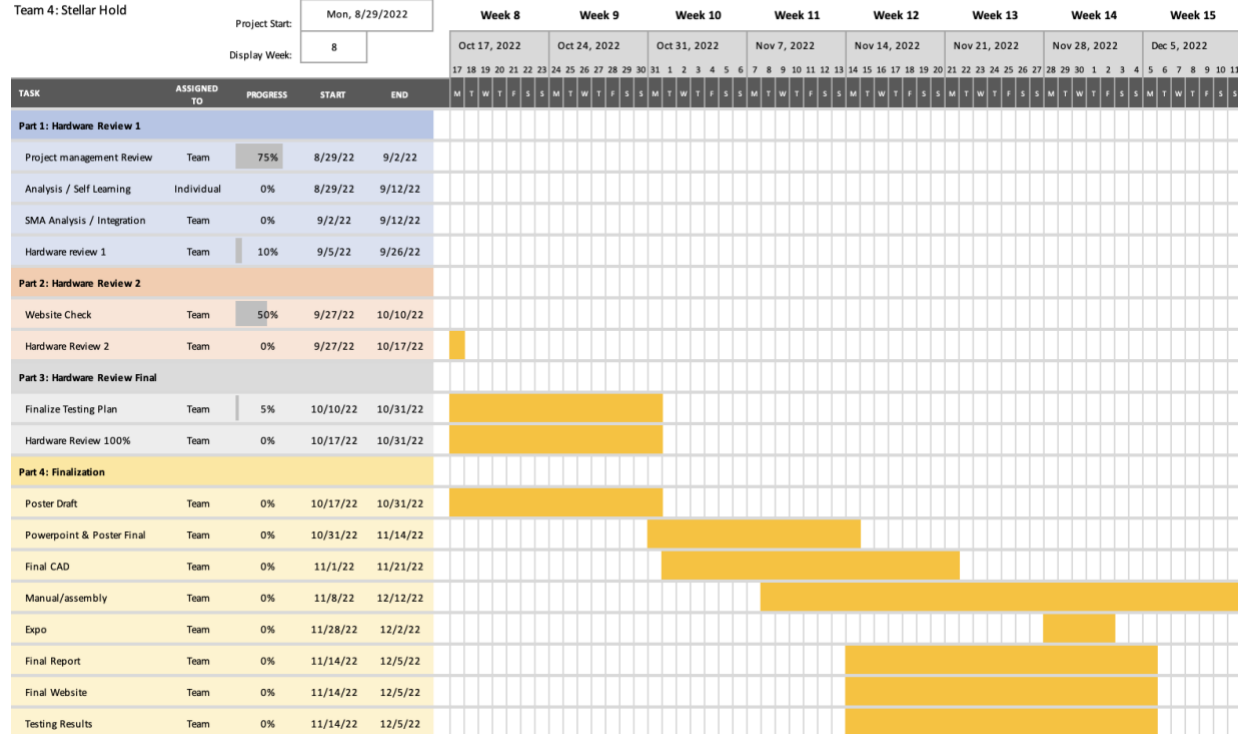 Team 4: Stellar Hold
Project Start: Mon, 8/29/2022
Display Week: 8
Week 8 Week 9 Week 10 Week 11 Week 12 Week 13 Week 14 Week 15
Oct 17, 2022 Oct 24, 2022 Oct 31, 2022 Nov 7, 2022 Nov 14, 2022 Nov 21, 2022 Nov 28, 2022 Dec 5, 2022
17 18 19 20 21 22 23 24 25 26 27 28 29 30 31 1 2 3 4 5 6 7 8 9 10 11 12 13 14 15 16 17 18 19 20 21 22 23 24 25 26 27 28 29 30 1 2 3 4 5 6 7 8 9 10 11
TASK ASSIGNED TO PROGRESS START END M T W T F S S M T W T F S S M T W T F S S M T W T F S S M T W T F S S M T W T F S S M T W T F S S M T W T F S S
Part 1: Hardware Review 1
Project management Review Team 75% 8/29/22 9/2/22
Analysis / Self Learning Individual 0% 8/29/22 9/12/22
SMA Analysis / Integration Team 0% 9/2/22 9/12/22
Hardware review 1 Team 10% 9/5/22 9/26/22
Part 2: Hardware Review 2
Website Check Team 50% 9/27/22 10/10/22
Hardware Review 2 Team 0% 9/27/22 10/17/22
Part 3: Hardware Review Final
Finalize Testing Plan Team 5% 10/10/22 10/31/22
Hardware Review 100% Team 0% 10/17/22 10/31/22
Part 4: Finalization
Poster Draft Team 0% 10/17/22 10/31/22
Powerpoint & Poster Final Team 0% 10/31/22 11/14/22
Final CAD Team 0% 11/1/22 11/21/22
Manual/assembly Team 0% 11/8/22 12/12/22
Expo Team 0% 11/28/22 12/2/22
Final Report Team 0% 11/14/22 12/5/22
Final Website Team 0% 11/14/22 12/5/22
Testing Results Team 0% 11/14/22 12/5/22